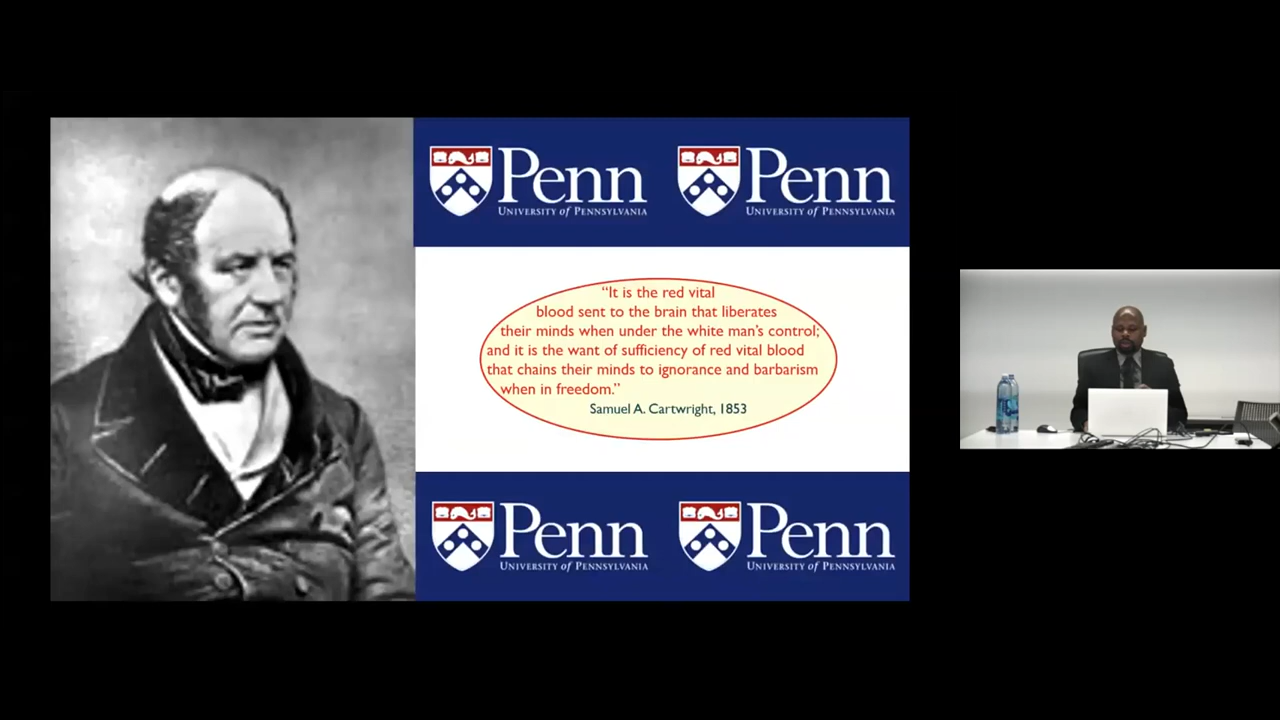 Penn
UNIVERSITY of PENNSYLVANIA
Penn
UNIVERSITY of PENNSYLVANIA
“It is the red vital
blood sent to the brain that liberates
their minds when under the white man’s control;
and it is the want of sufficiency of red vital blood
that chains their minds to ignorance and barbarism
when in freedom.”
Samuel A. Cartwright, 1853
Penn
UNIVERSITY of PENNSYLVANIA
Penn
UNIVERSITY of PENNSYLVANIA